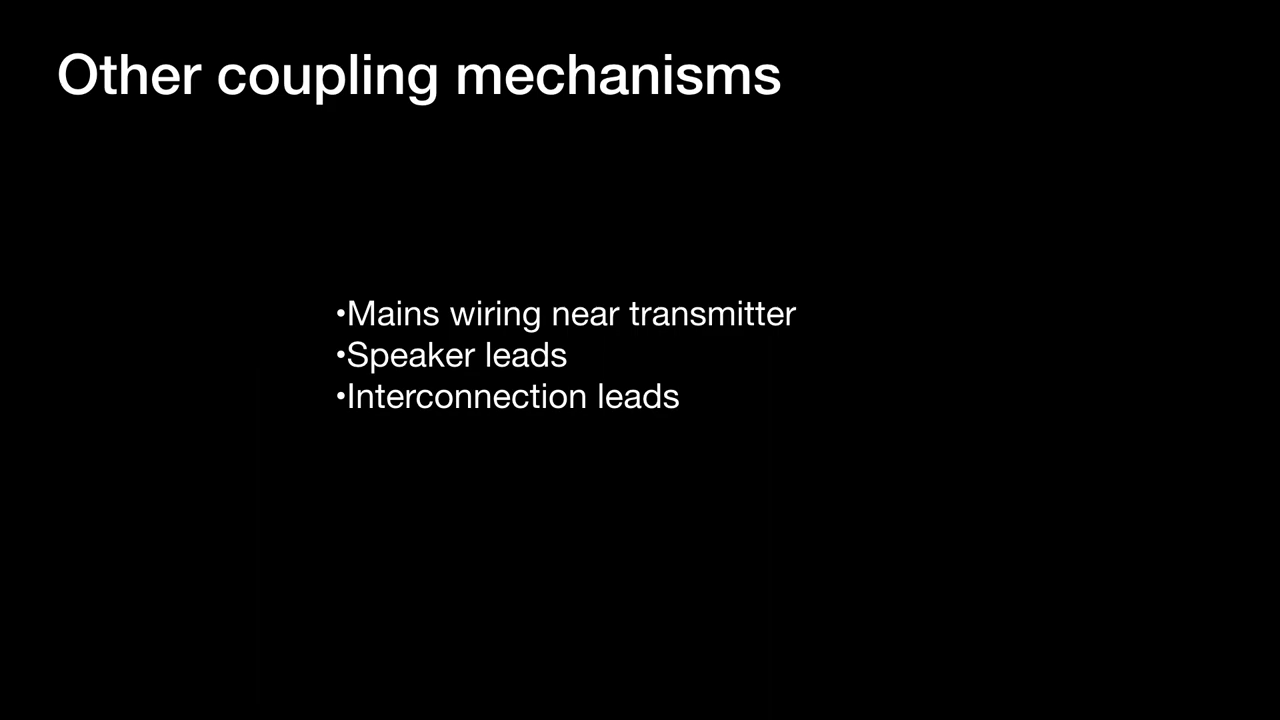 Other coupling mechanisms
•Mains wiring near transmitter
•Speaker leads
•Interconnection leads